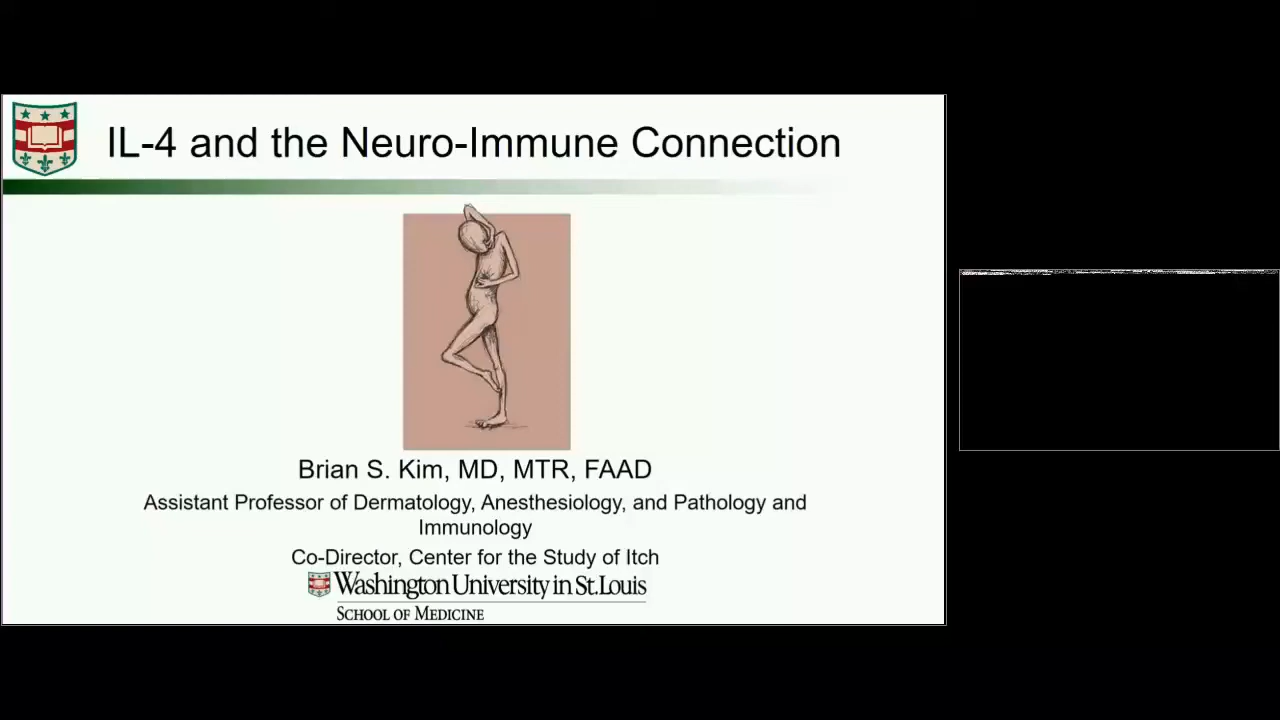 IL-4 and the Neuro-Immune Connection
Brian S. Kim, MD, MTR, FAAD
Assistant Professor of Dermatology, Anesthesiology, and Pathology and
Immunology
Co-Director, Center for the Study of Itch
Washington University in St. Louis
SCHOOL OF MEDICINE